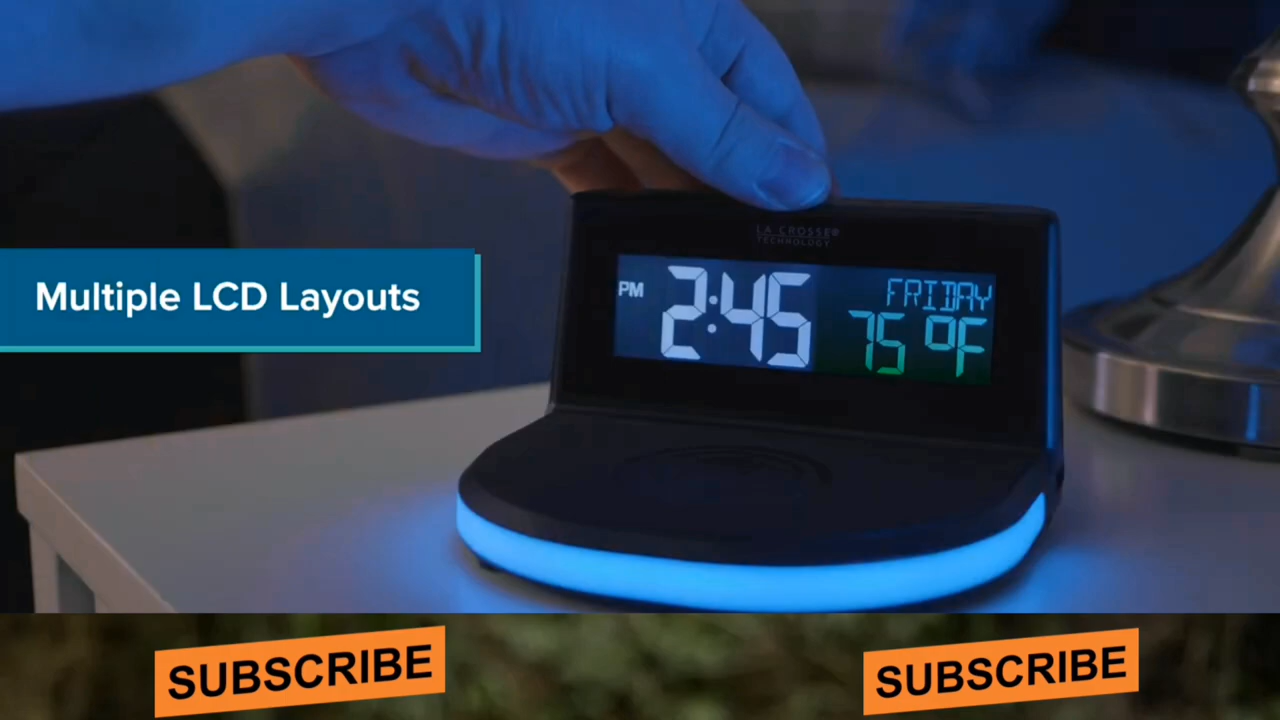 Multiple LCD Layouts
LA CROSSE®
TECHNOLOGY
PM 2:45
FRIDAY
75 °F
SUBSCRIBE
SUBSCRIBE